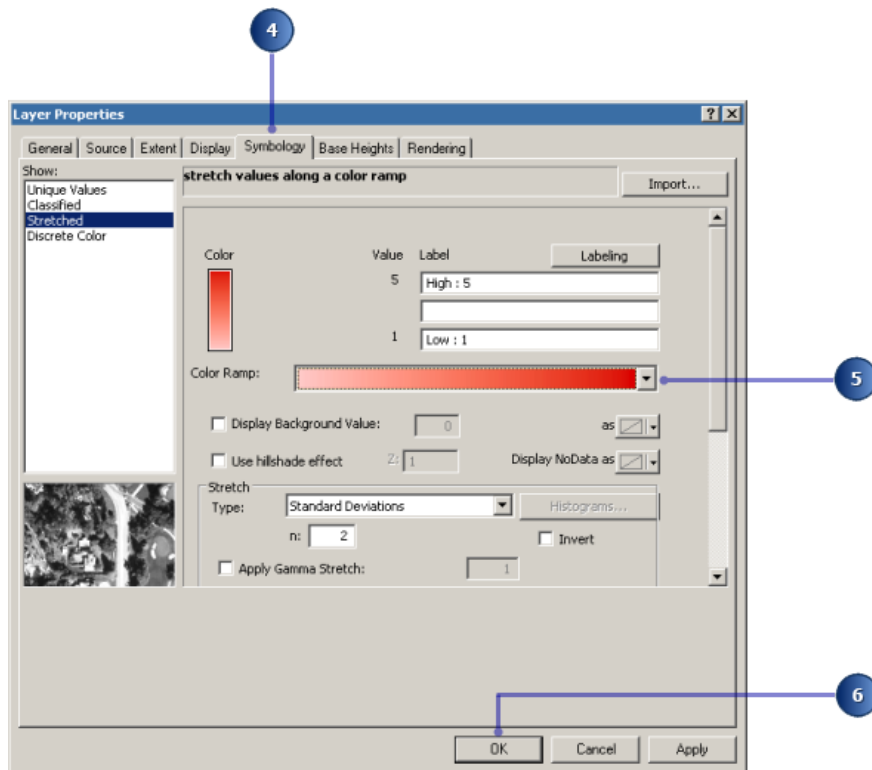 4
Layer Properties
General Source Extent Display Symbology Base Heights Rendering
Show:
Unique Values
Classified
Stretched
Discrete Color
stretch values along a color ramp
Import...
Color Value Label Labeling
5 High : 5
1 Low : 1
Color Ramp:
5
Display Background Value: 0 as
Use hillshade effect Z: 1 Display NoData as
Stretch
Type: Standard Deviations Histograms...
n: 2 Invert
Apply Gamma Stretch: 1
6
OK Cancel Apply